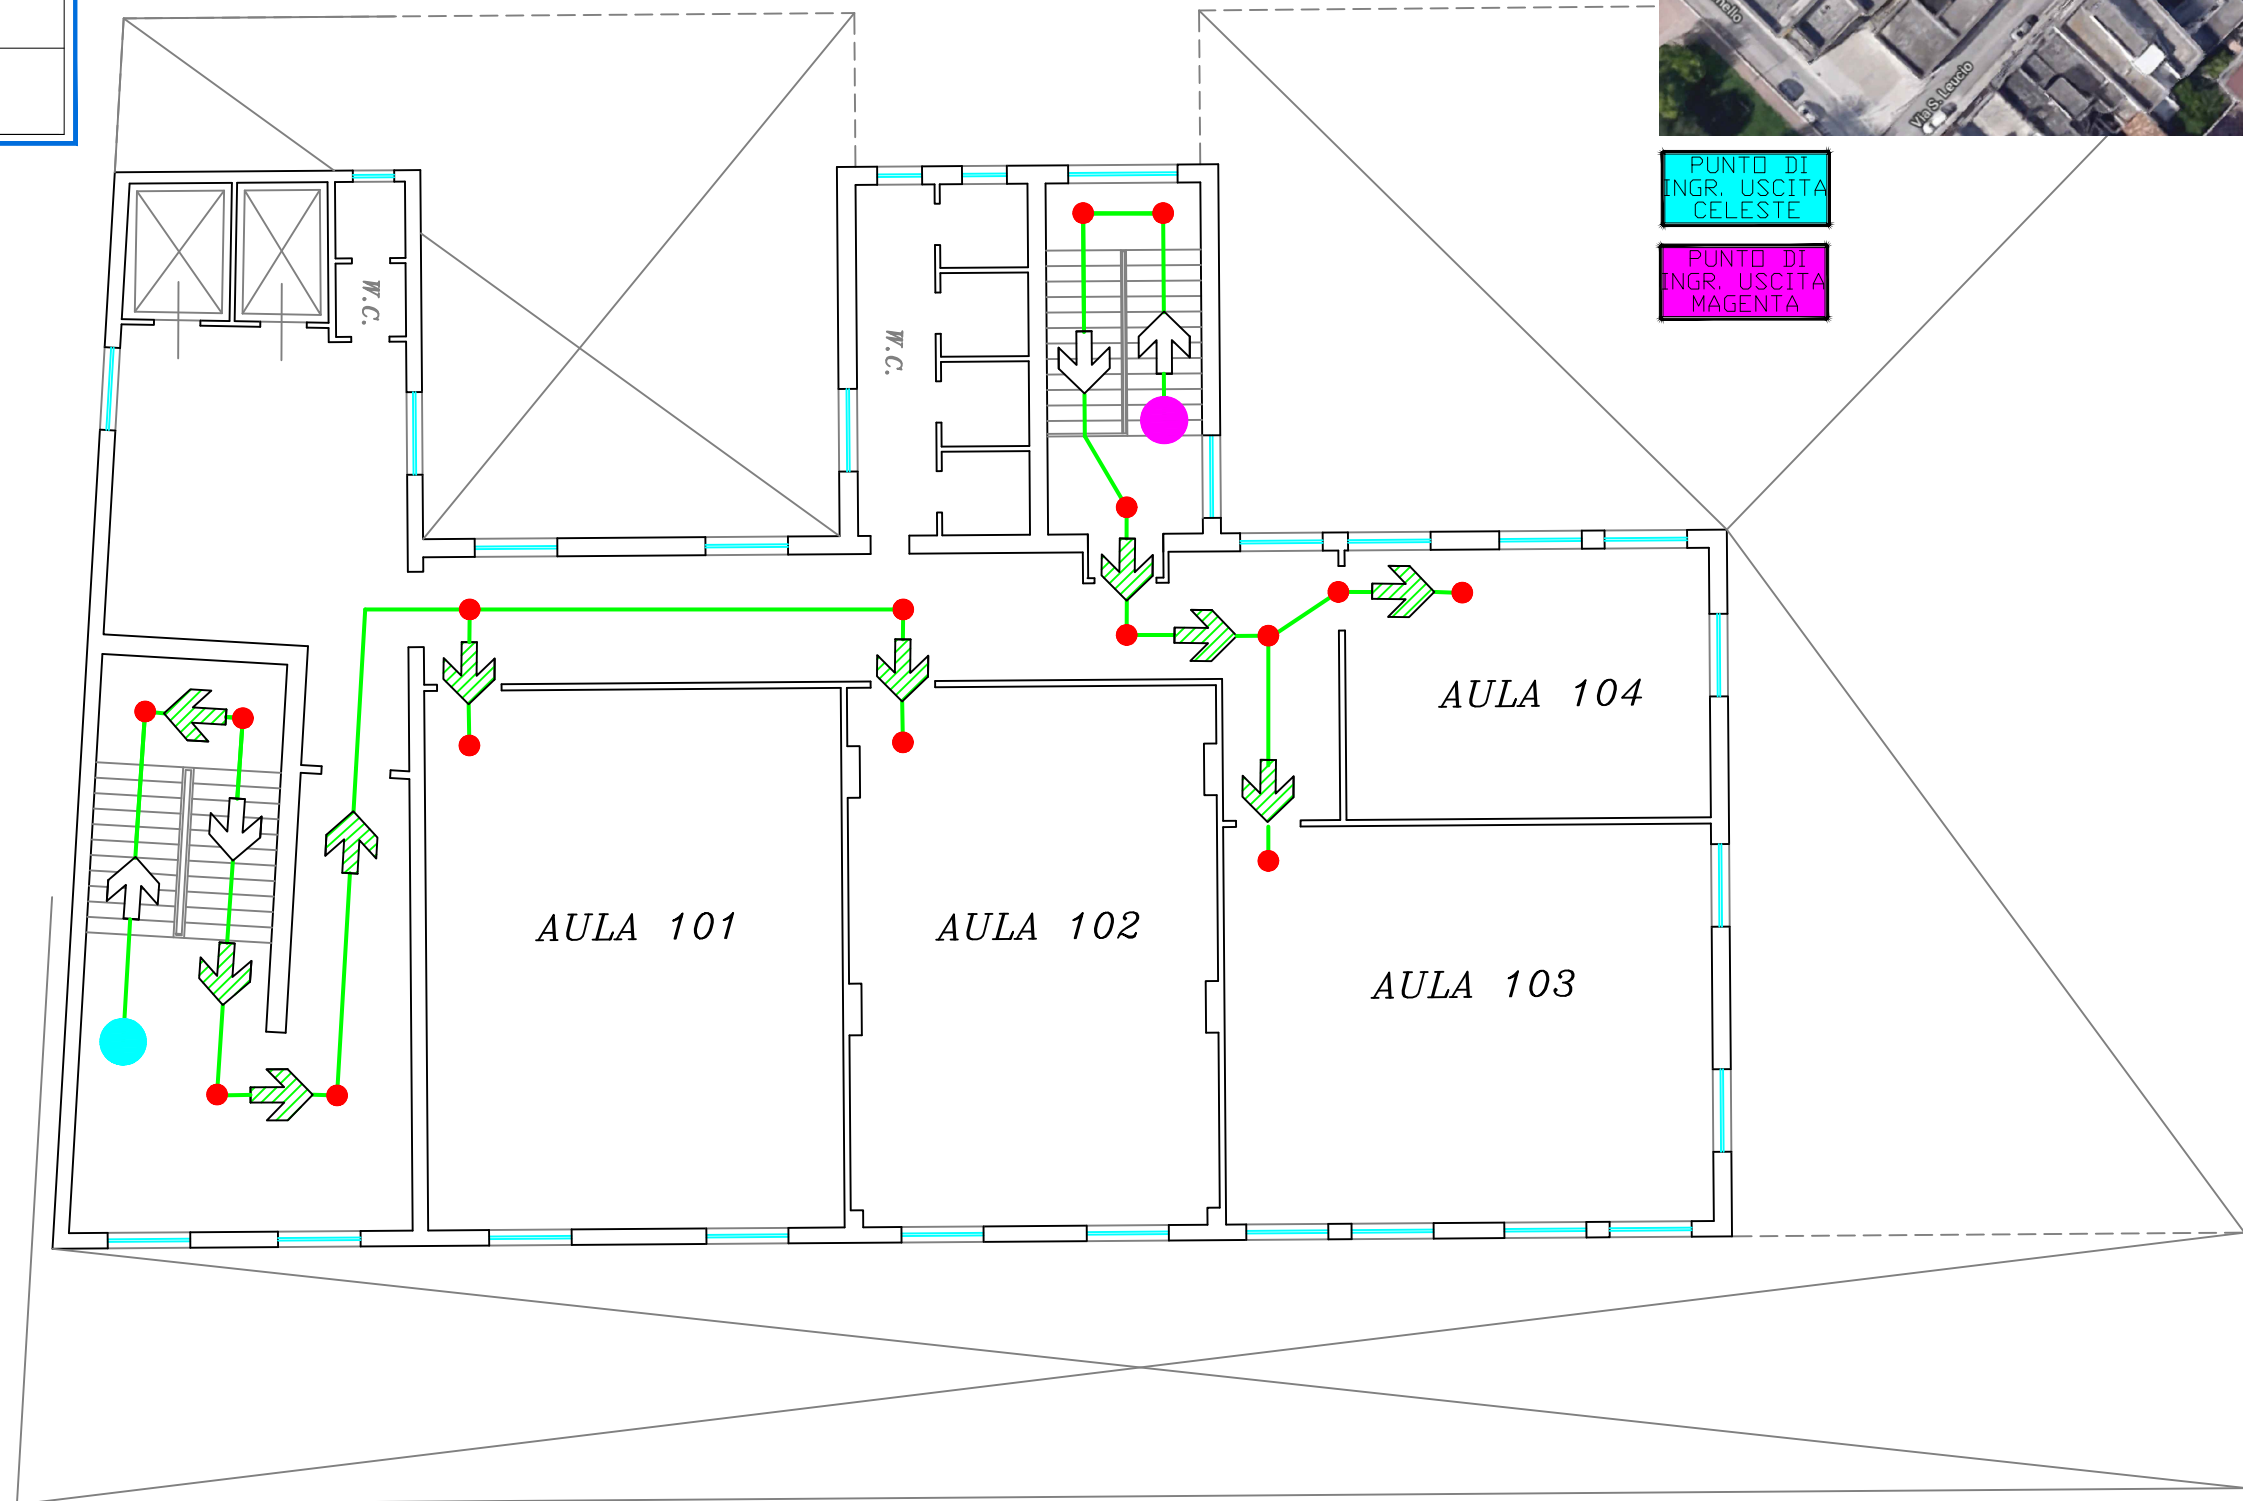 Via S. Leucio
PUNTO DI
INGR. USCITA
CELESTE
PUNTO DI
INGR. USCITA
MAGENTA
W.C.
W.C.
AULA 104
AULA 101
AULA 102
AULA 103